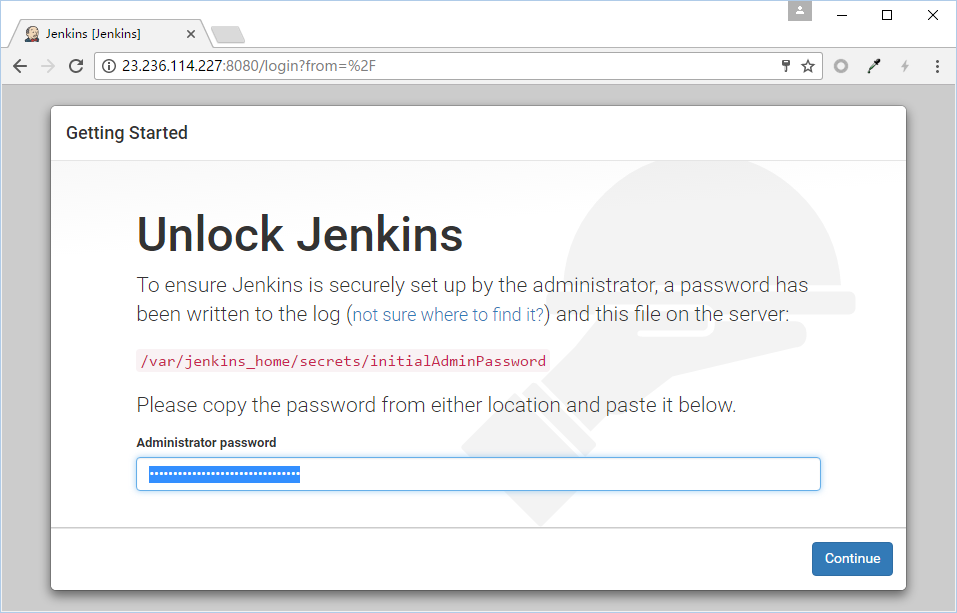 Jenkins [Jenkins]
23.236.114.227:8080/login?from=%2F
Getting Started
Unlock Jenkins
To ensure Jenkins is securely set up by the administrator, a password has
been written to the log (not sure where to find it?) and this file on the server:
/var/jenkins_home/secrets/initialAdminPassword
Please copy the password from either location and paste it below.
Administrator password
Continue